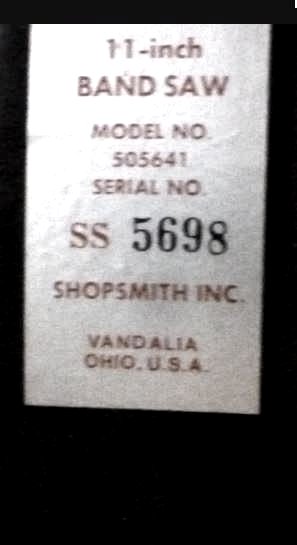 11-inch
BAND SAW
MODEL NO.
505641
SERIAL NO.
SS 5698
SHOPSMITH INC.
VANDALIA
OHIO, U.S.A.